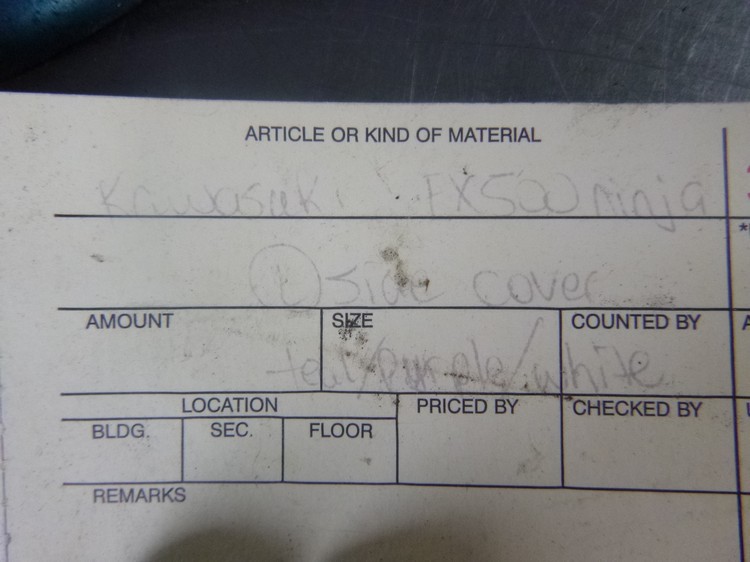 ARTICLE OR KIND OF MATERIAL
Kawasaki EX500 ninja
*
(L) side cover
AMOUNT SIZE COUNTED BY A
teal/purple/white
LOCATION PRICED BY CHECKED BY
BLDG. SEC. FLOOR
REMARKS